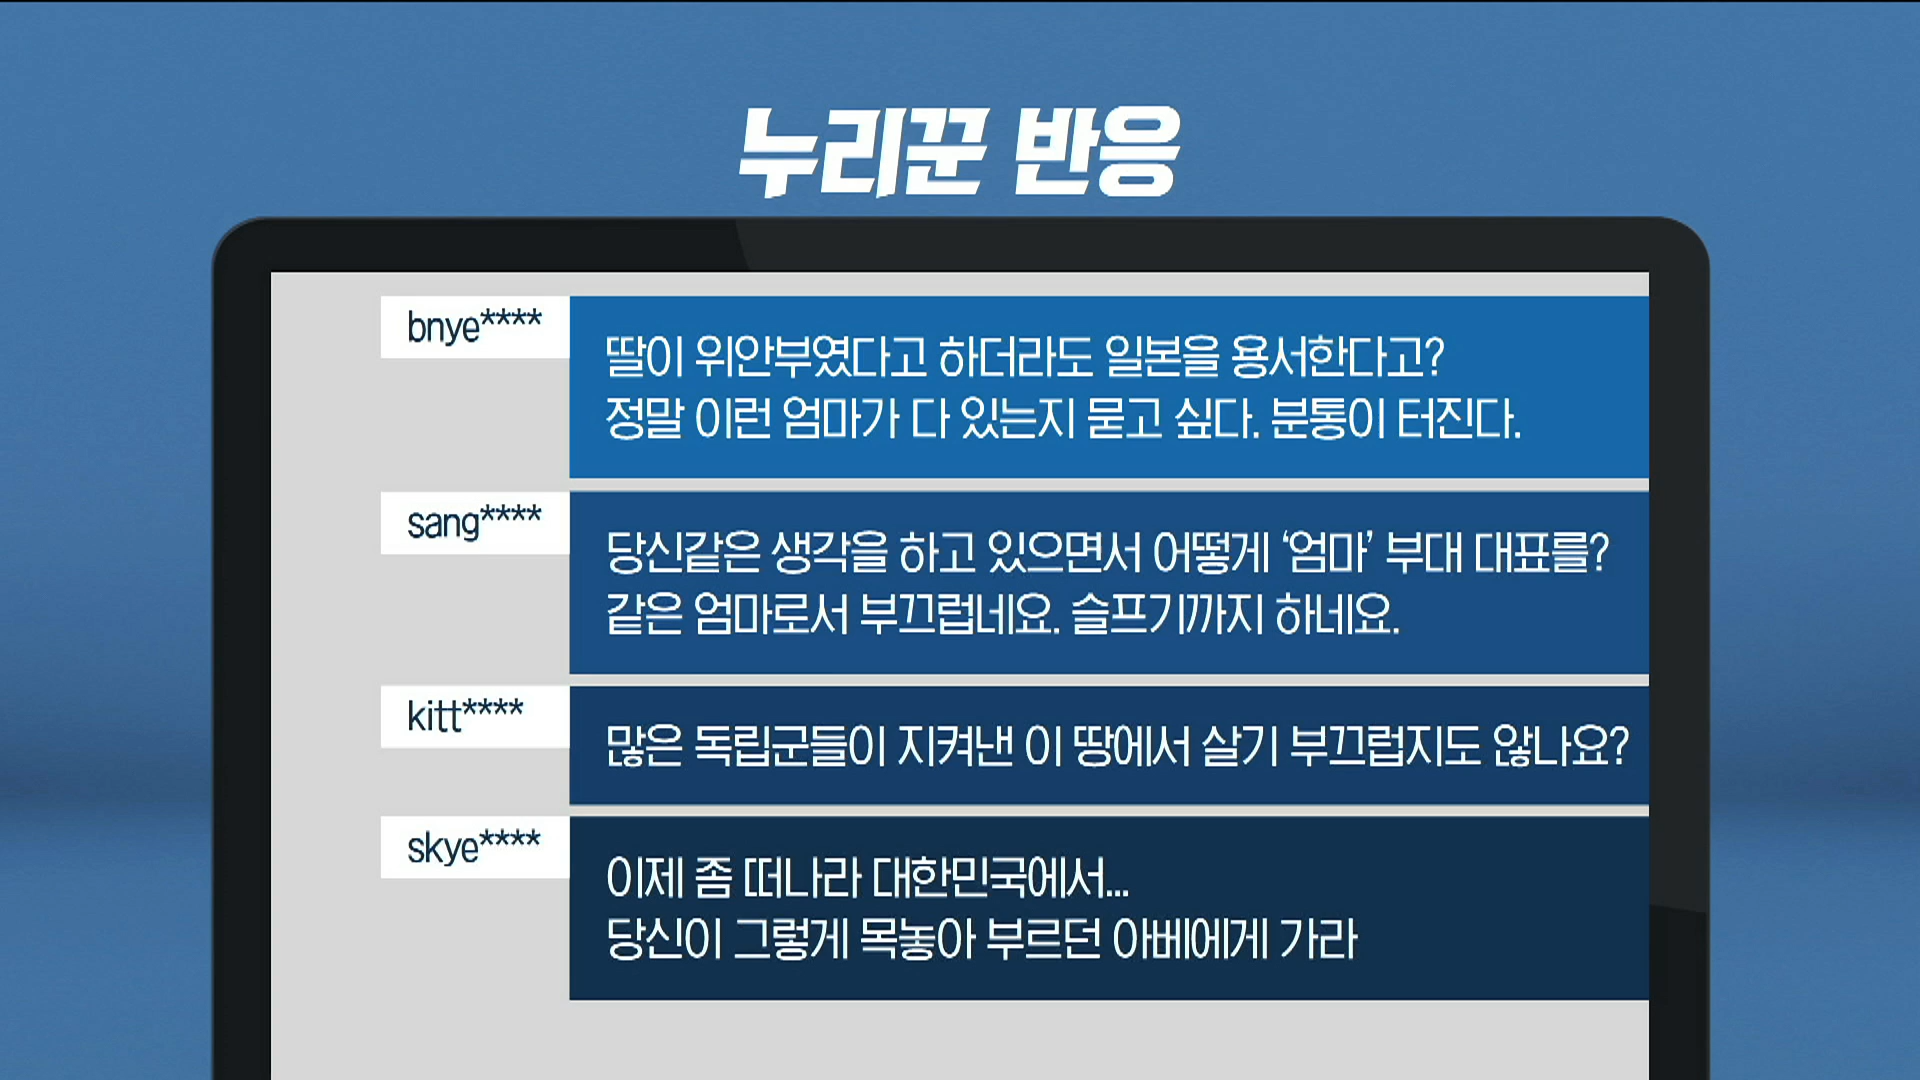 누리꾼 반응
bnye****
딸이 위안부였다고 하더라도 일본을 용서한다고?
정말 이런 엄마가 다 있는지 묻고 싶다. 분통이 터진다.
sang****
당신같은 생각을 하고 있으면서 어떻게 ‘엄마’ 부대 대표를?
같은 엄마로서 부끄럽네요. 슬프기까지 하네요.
kitt****
많은 독립군들이 지켜낸 이 땅에서 살기 부끄럽지도 않나요?
skye****
이제 좀 떠나라 대한민국에서...
당신이 그렇게 목놓아 부르던 아베에게 가라